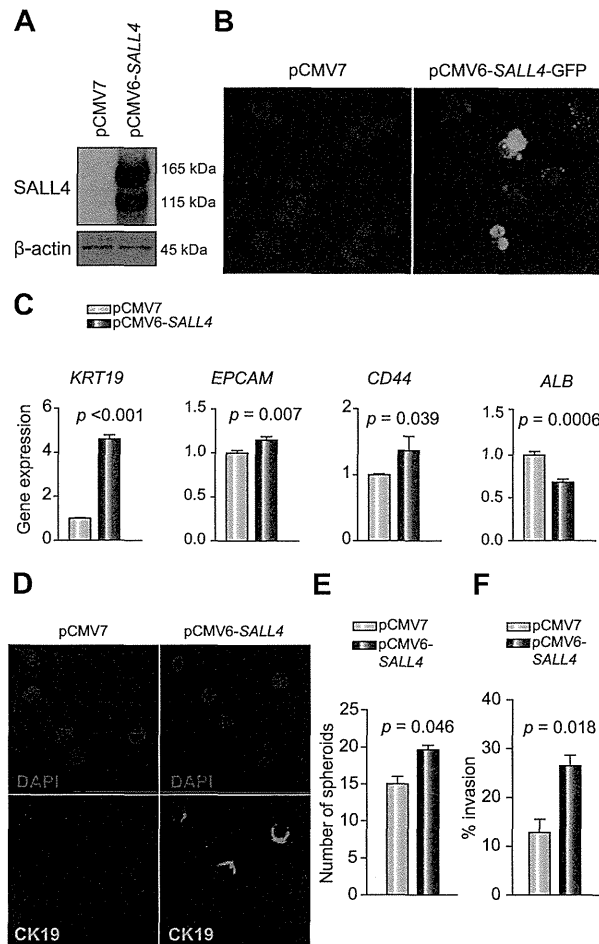 A
pCMV7
pCMV6-SALL4
SALL4
165 kDa
115 kDa
β-actin
45 kDa
B
pCMV7
pCMV6-SALL4-GFP
C
pCMV7
pCMV6-SALL4
Gene expression
KRT19
p <0.001
6
4
2
0
EPCAM
p = 0.007
1.5
1.0
0.5
0.0
CD44
p = 0.039
2
1
0
ALB
p = 0.0006
1.5
1.0
0.5
0.0
D
pCMV7
pCMV6-SALL4
DAPI
DAPI
CK19
CK19
E
pCMV7
pCMV6-
SALL4
Number of spheroids
p = 0.046
25
20
15
10
5
0
F
pCMV7
pCMV6-
SALL4
% invasion
p = 0.018
40
30
20
10
0